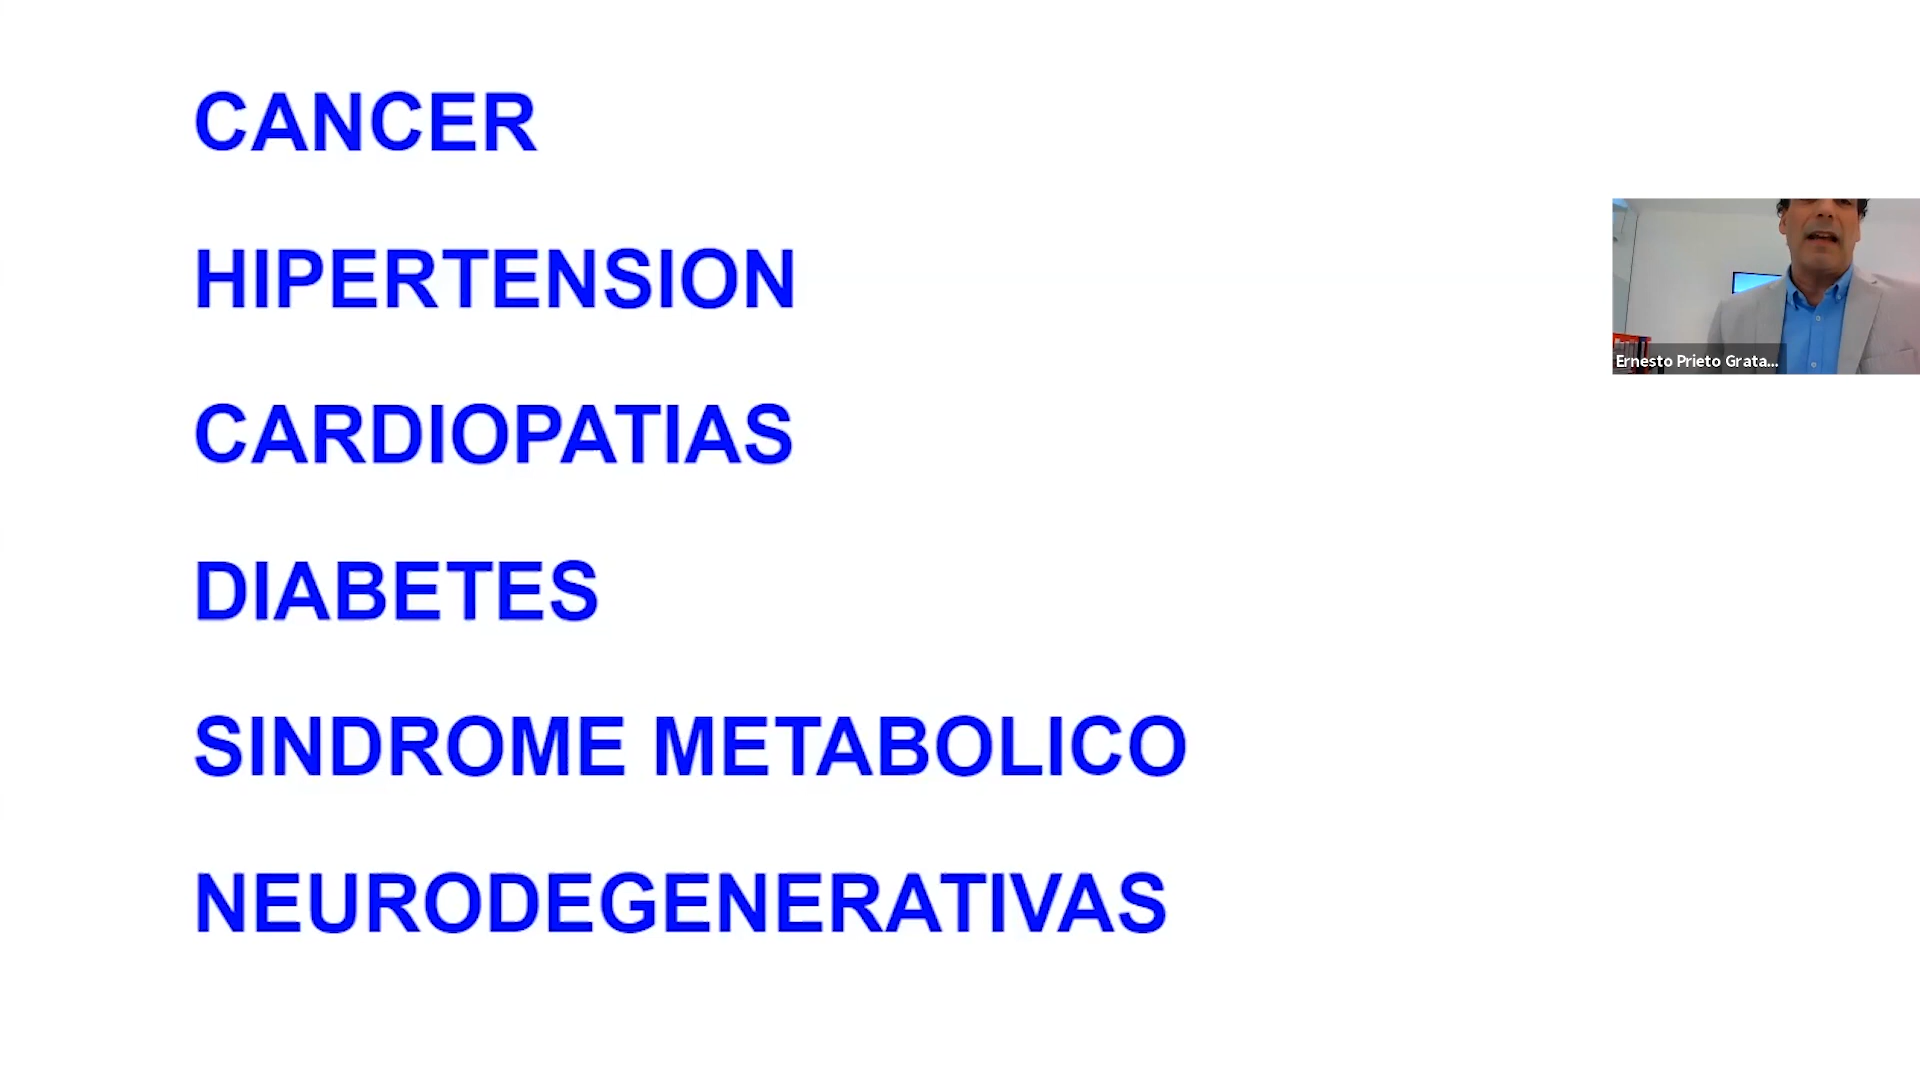 CANCER
HIPERTENSION
CARDIOPATIAS
DIABETES
SINDROME METABOLICO
NEURODEGENERATIVAS
Ernesto Prieto Grata...